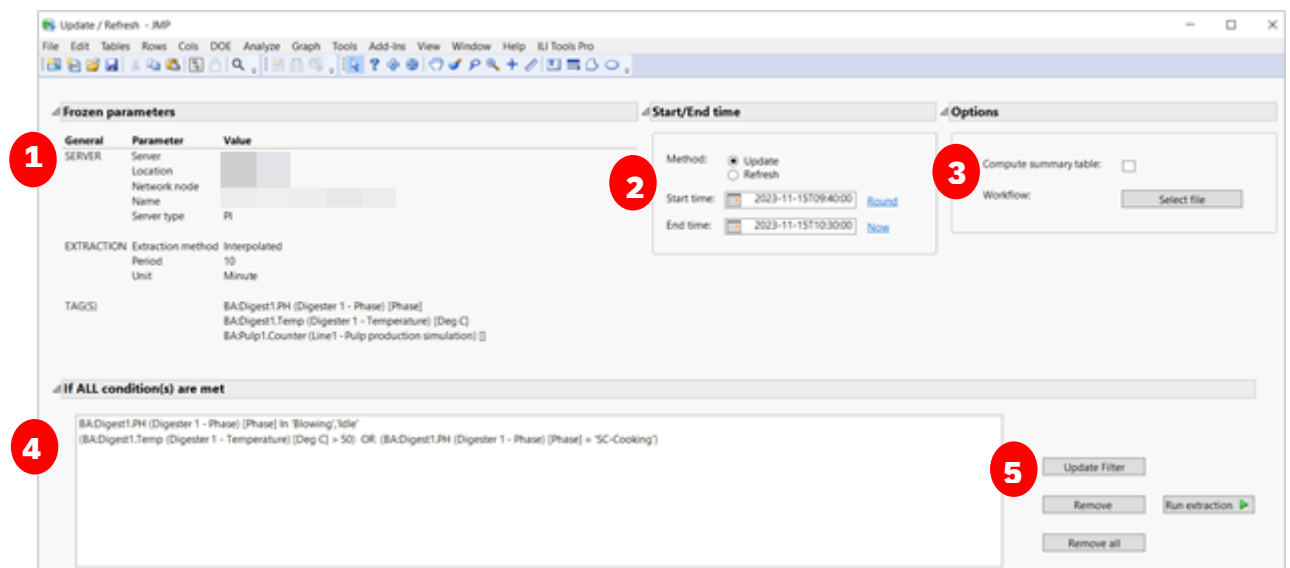 Update / Refresh - JMP
File Edit Tables Rows Cols DOE Analyze Graph Tools Add-Ins View Window Help ILI Tools Pro
Frozen parameters
General Parameter Value
1
SERVER Server
Location
Network node
Name
Server type PI
EXTRACTION Extraction method Interpolated
Period 10
Unit Minute
TAG(S) BA:Digest1.PH (Digester 1 - Phase) [Phase]
BA:Digest1.Temp (Digester 1 - Temperature) [Deg C]
BA:Pulp1.Counter (Line1 - Pulp production simulation) []
Start/End time
2
Method: Update
Refresh
Start time: 2023-11-15T09:40:00 Round
End time: 2023-11-15T10:30:00 Now
Options
3
Compute summary table:
Workflow: Select file
If ALL condition(s) are met
4
BA:Digest1.PH (Digester 1 - Phase) [Phase] In 'Blowing','Idle'
(BA:Digest1.Temp (Digester 1 - Temperature) [Deg C] > 50) OR (BA:Digest1.PH (Digester 1 - Phase) [Phase] = 'SC-Cooking')
5
Update Filter
Remove Run extraction
Remove all